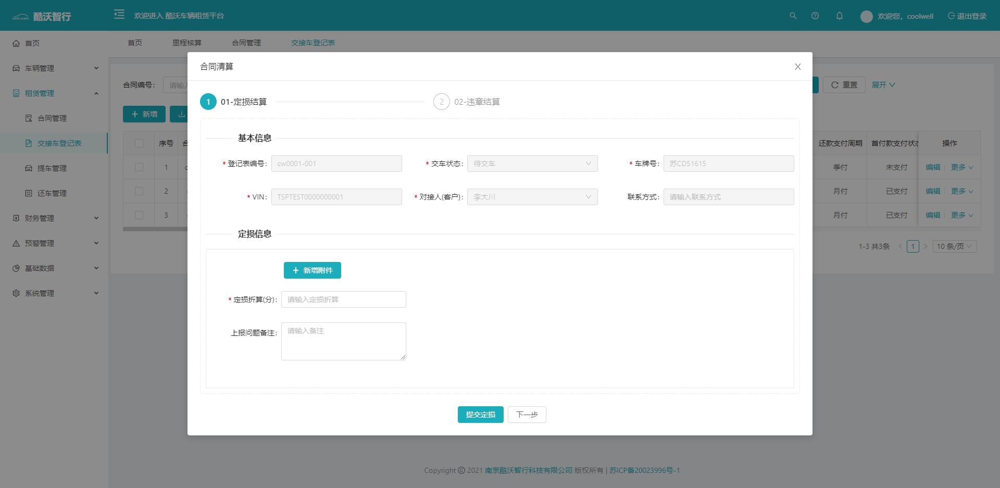 COOLWELL 酷沃智行
欢迎进入 酷沃车辆租赁平台
欢迎您，coolwell
退出登录
首页
车辆管理
租赁管理
合同管理
交接车登记表
提车管理
还车管理
财务管理
预警管理
基础数据
系统管理
首页 里程核算 合同管理 交接车登记表
合同编号： 请输入
重置 展开
新增
序号
还款支付周期 首付款支付状态 操作
1 季付 未支付 编辑 更多
2 月付 已支付 编辑 更多
3 月付 已支付 编辑 更多
1-3 共3条 < 1 > 10 条/页
合同清算 X
1 01-定损结算 2 02-违章结算
基本信息
* 登记表编号： cw0001-001 * 交车状态： 待交车 * 车牌号： 苏CD51615
* VIN： TSPTEST0000000001 * 对接人(客户)： 李大川 联系方式： 请输入联系方式
定损信息
新增附件
* 定损折算(分)： 请输入定损折算
上报问题备注： 请输入备注
提交定损 下一步
Copyright © 2021 南京酷沃智行科技有限公司 版权所有 | 苏ICP备20023996号-1